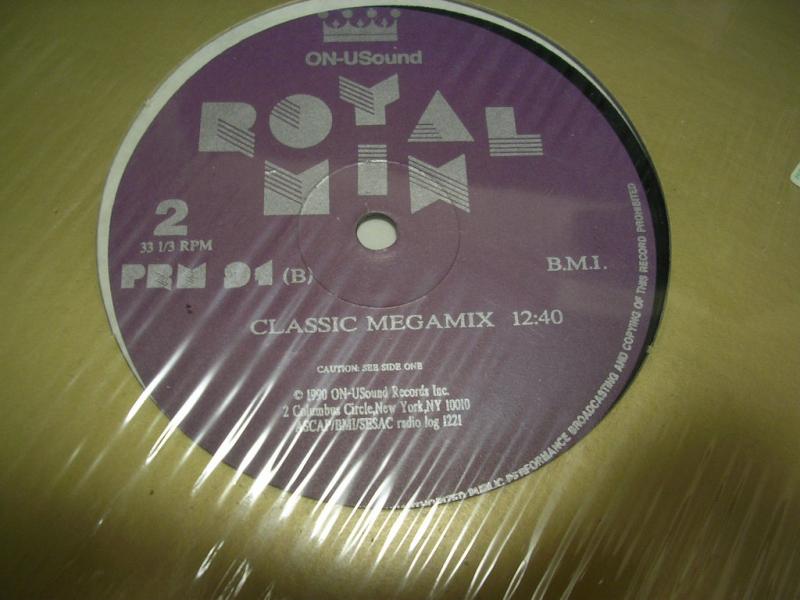 ON-USound
ROYAL
MIX
2
33 1/3 RPM
PRM 91 (B)
B.M.I.
CLASSIC MEGAMIX 12:40
CAUTION: SEE SIDE ONE
© 1990 ON-USound Records Inc.
2 Columbus Circle,New York,NY 10010
ASCAP/BMI/SESAC radio log 1221
PUBLIC PERFORMANCE BROADCASTING AND COPYING OF THIS RECORD PROHIBITED